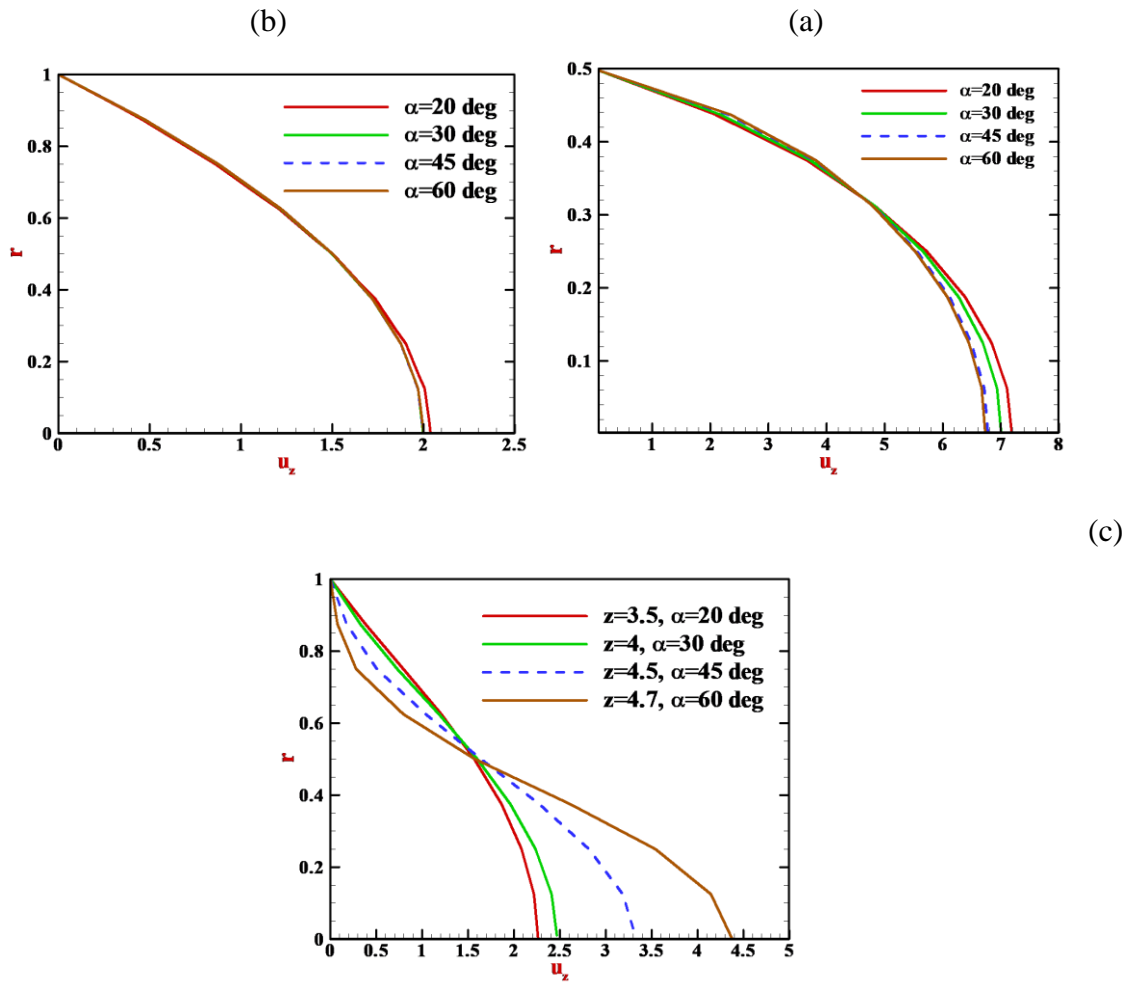 (b)
(a)
1
0.8
0.6
0.4
0.2
0
r
α=20 deg
α=30 deg
α=45 deg
α=60 deg
0 0.5 1 1.5 2 2.5
u_z
0.5
0.4
0.3
0.2
0.1
r
α=20 deg
α=30 deg
α=45 deg
α=60 deg
1 2 3 4 5 6 7 8
u_z
(c)
1
0.8
0.6
0.4
0.2
0
r
z=3.5, α=20 deg
z=4, α=30 deg
z=4.5, α=45 deg
z=4.7, α=60 deg
0 0.5 1 1.5 2 2.5 3 3.5 4 4.5 5
u_z